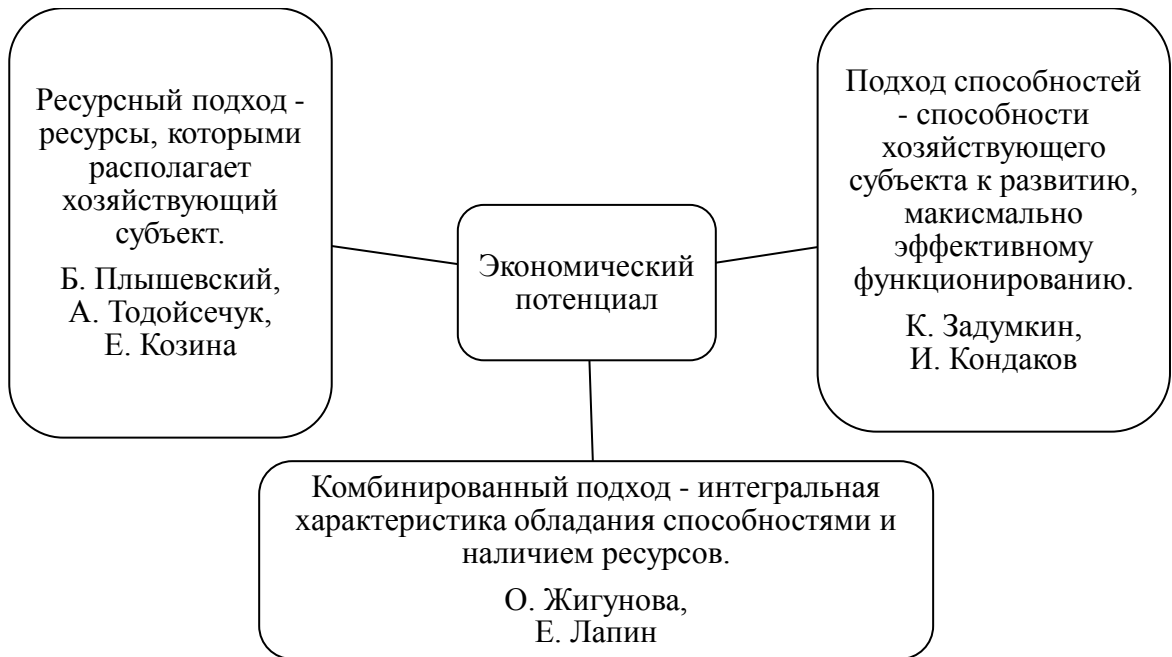 Ресурсный подход -
ресурсы, которыми
располагает
хозяйствующий
субъект.
Б. Плышевский,
А. Тодойсечук,
Е. Козина
Экономический
потенциал
Подход способностей
- способности
хозяйствующего
субъекта к развитию,
макисмально
эффективному
функционированию.
К. Задумкин,
И. Кондаков
Комбинированный подход - интегральная
характеристика обладания способностями и
наличием ресурсов.
О. Жигунова,
Е. Лапин